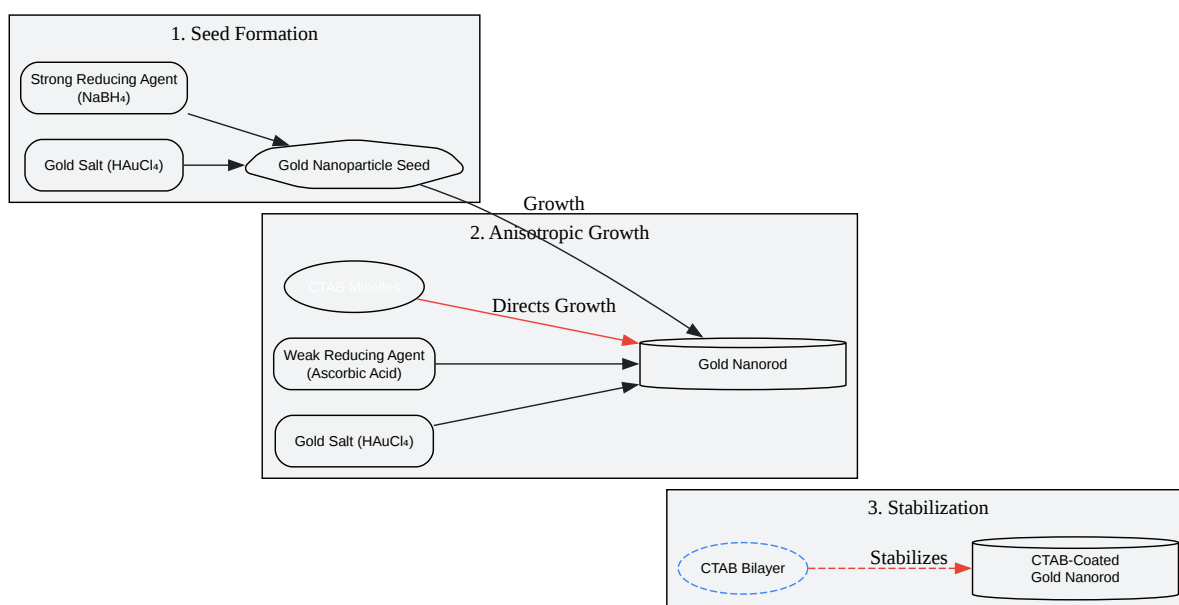 1. Seed Formation
Strong Reducing Agent
(NaBH₄)
Gold Salt (HAuCl₄)
Gold Nanoparticle Seed
Growth
2. Anisotropic Growth
CTAB Micelles
Directs Growth
Weak Reducing Agent
(Ascorbic Acid)
Gold Nanorod
Gold Salt (HAuCl₄)
3. Stabilization
CTAB Bilayer
Stabilizes
CTAB-Coated
Gold Nanorod